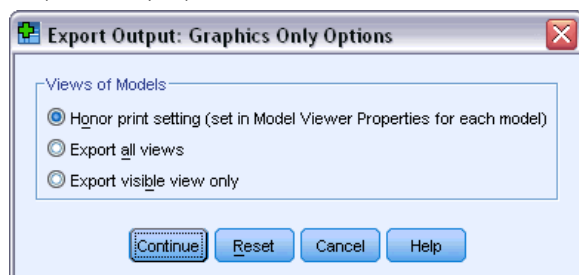 Export Output: Graphics Only Options
Views of Models
Honor print setting (set in Model Viewer Properties for each model)
Export all views
Export visible view only
Continue Reset Cancel Help